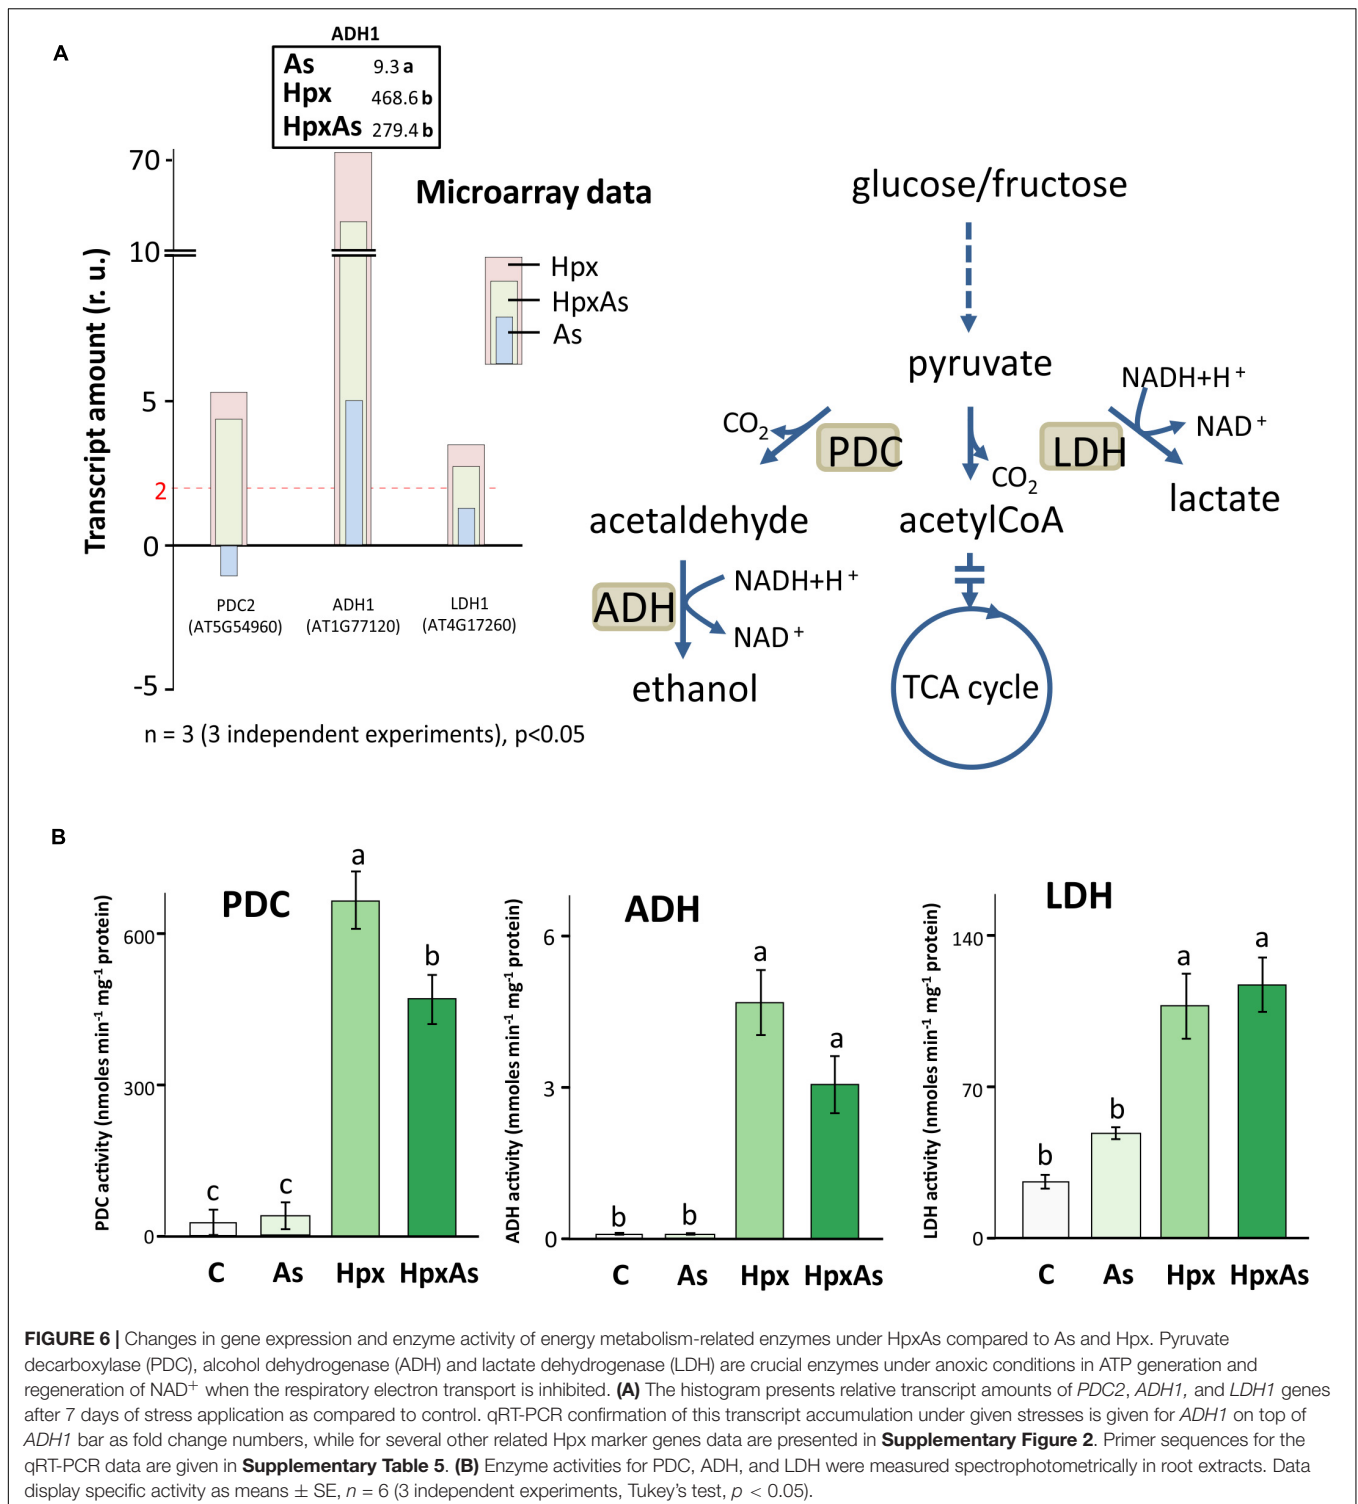 A
ADH1
As 9.3 a
Hpx 468.6 b
HpxAs 279.4 b
Microarray data
Hpx
HpxAs
As
Transcript amount (r. u.)
70
10
5
2
0
-5
PDC2
(AT5G54960)
ADH1
(AT1G77120)
LDH1
(AT4G17260)
n = 3 (3 independent experiments), p<0.05
glucose/fructose
pyruvate
NADH+H+
NAD+
CO2
PDC
LDH
CO2
lactate
acetaldehyde
acetylCoA
ADH
NADH+H+
NAD+
ethanol
TCA cycle
B
PDC
PDC activity (nmoles min-1 mg-1 protein)
600
300
0
c
c
a
b
C As Hpx HpxAs
ADH
ADH activity (nmoles min-1 mg-1 protein)
6
3
0
b
b
a
a
C As Hpx HpxAs
LDH
LDH activity (nmoles min-1 mg-1 protein)
140
70
0
b
b
a
a
C As Hpx HpxAs
FIGURE 6 | Changes in gene expression and enzyme activity of energy metabolism-related enzymes under HpxAs compared to As and Hpx. Pyruvate
decarboxylase (PDC), alcohol dehydrogenase (ADH) and lactate dehydrogenase (LDH) are crucial enzymes under anoxic conditions in ATP generation and
regeneration of NAD+ when the respiratory electron transport is inhibited. (A) The histogram presents relative transcript amounts of PDC2, ADH1, and LDH1 genes
after 7 days of stress application as compared to control. qRT-PCR confirmation of this transcript accumulation under given stresses is given for ADH1 on top of
ADH1 bar as fold change numbers, while for several other related Hpx marker genes data are presented in Supplementary Figure 2. Primer sequences for the
qRT-PCR data are given in Supplementary Table 5. (B) Enzyme activities for PDC, ADH, and LDH were measured spectrophotometrically in root extracts. Data
display specific activity as means ± SE, n = 6 (3 independent experiments, Tukey's test, p < 0.05).